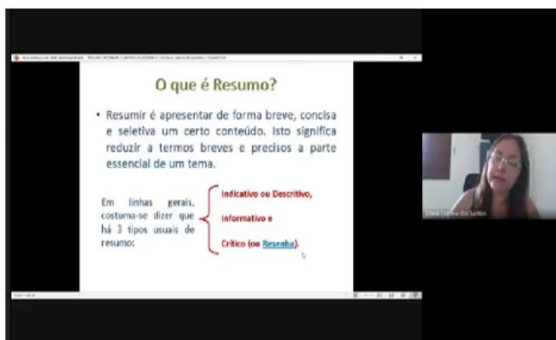 O que é Resumo?
• Resumir é apresentar de forma breve, concisa
e seletiva um certo conteúdo. Isto significa
reduzir a termos breves e precisos a parte
essencial de um tema.
Em linhas gerais,
costuma-se dizer que
há 3 tipos usuais de
resumo:
Indicativo ou Descritivo,
Informativo e
Crítico (ou Resenha).
dos Santos